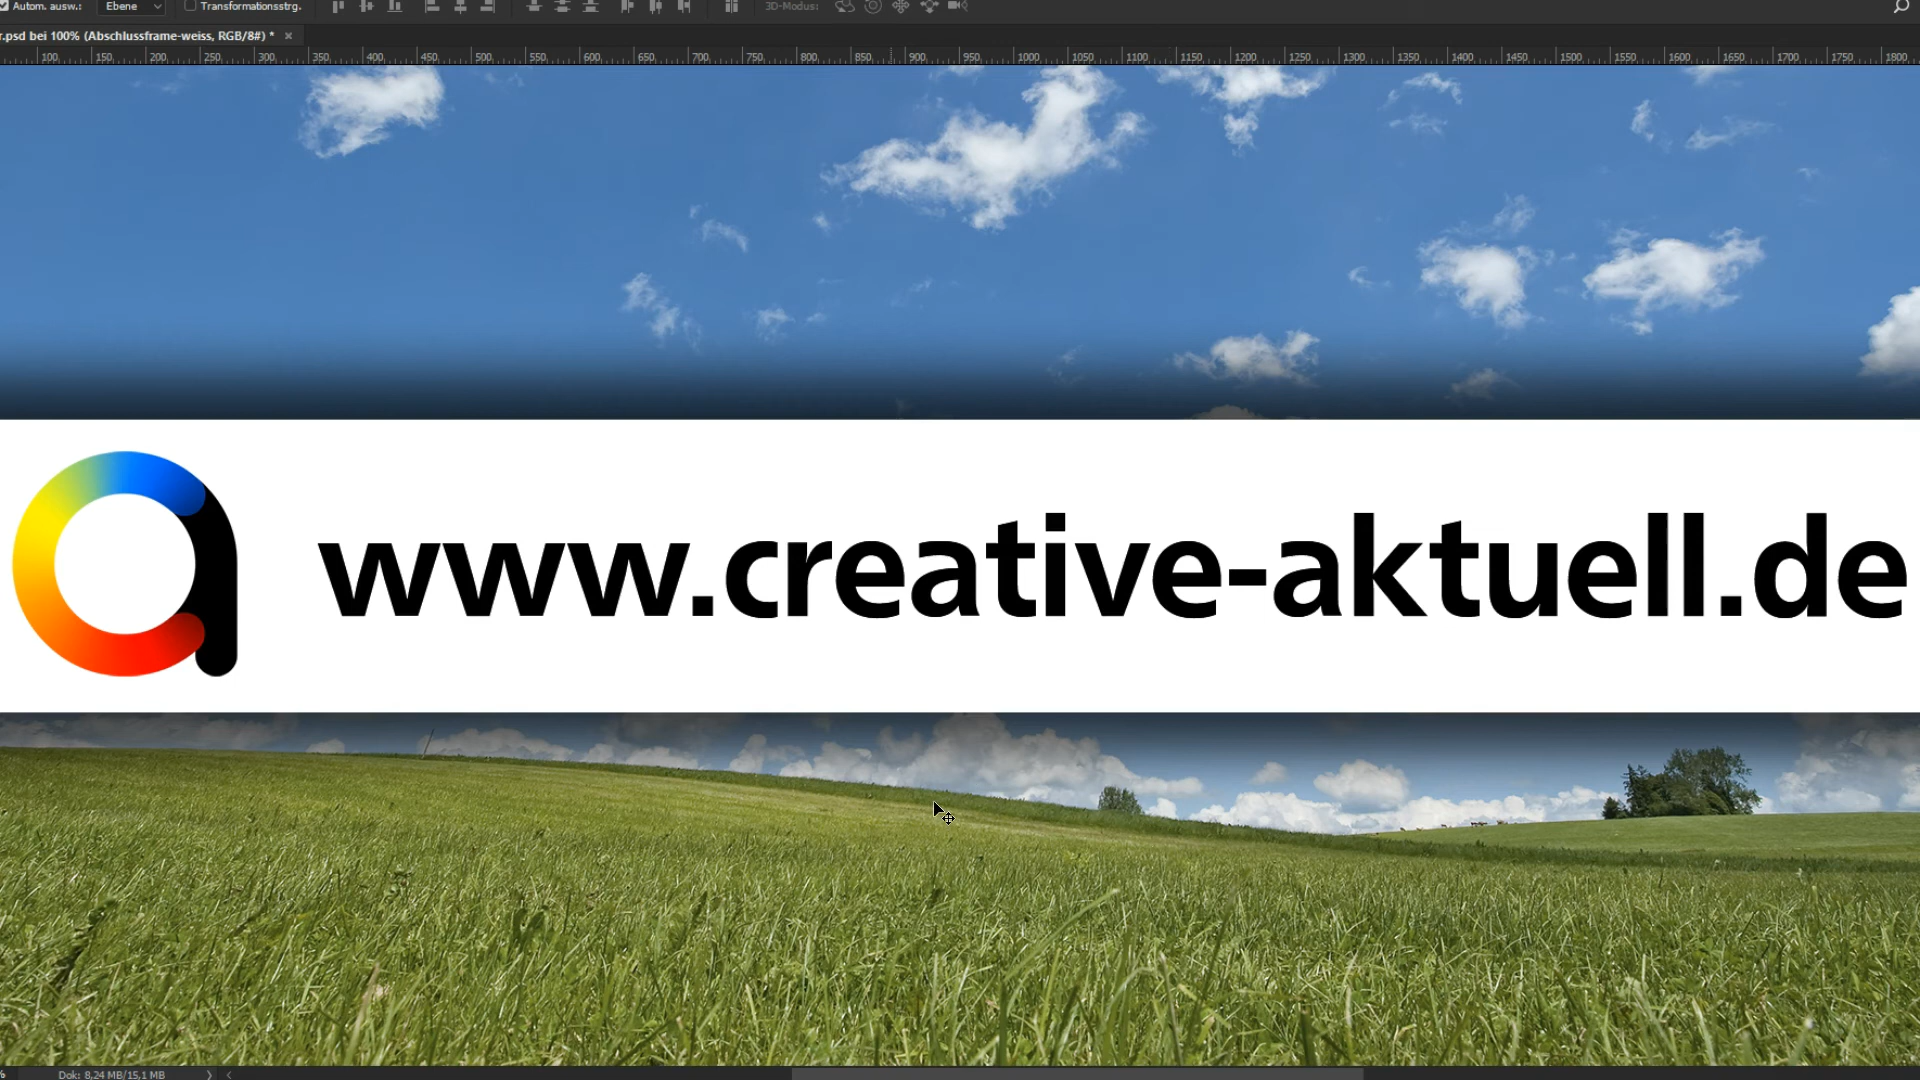 Autom. ausw.: Ebene Transformationsstrg. 3D-Modus:
r.psd bei 100% (Abschlussframe-weiss, RGB/8#) * ×
100 150 200 250 300 350 400 450 500 550 600 650 700 750 800 850 900 950 1000 1050 1100 1150 1200 1250 1300 1350 1400 1450 1500 1550 1600 1650 1700 1750 1800
www.creative-aktuell.de
% Dok: 8,24 MB/15,1 MB